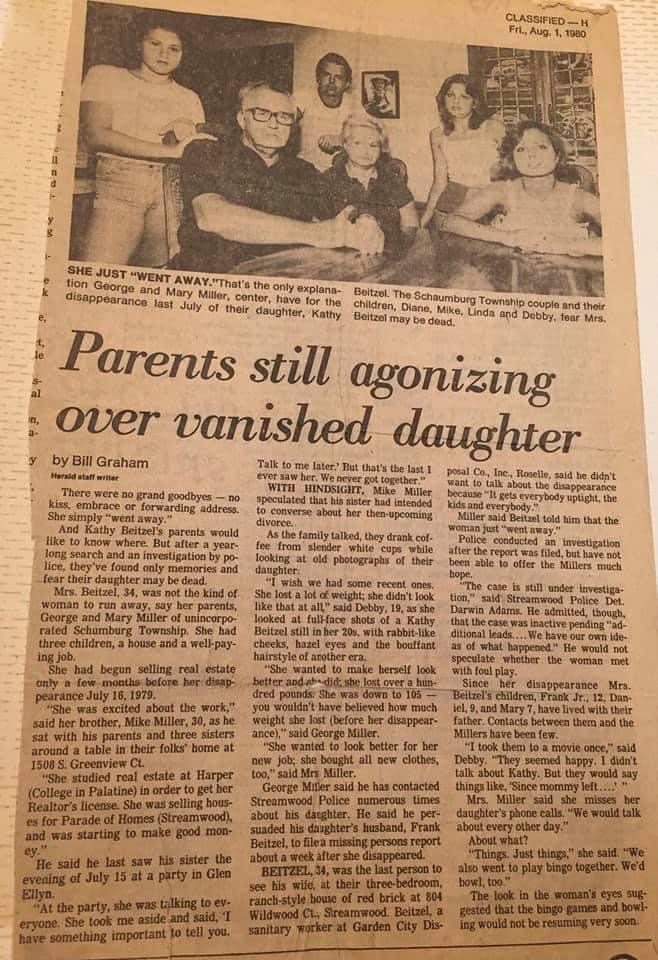 CLASSIFIED — H
Fri., Aug. 1, 1980
SHE JUST "WENT AWAY."That's the only explana-
tion George and Mary Miller, center, have for the
disappearance last July of their daughter, Kathy
Beitzel. The Schaumburg Township couple and their
children, Diane, Mike, Linda and Debby, fear Mrs.
Beitzel may be dead.
Parents still agonizing
over vanished daughter
by Bill Graham
Herald staff writer
There were no grand goodbyes — no
kiss, embrace or forwarding address.
She simply "went away."
And Kathy Beitzel's parents would
like to know where. But after a year-
long search and an investigation by po-
lice, they've found only memories and
fear their daughter may be dead.
Mrs. Beitzel, 34, was not the kind of
woman to run away, say her parents,
George and Mary Miller of unincorpo-
rated Schumburg Township. She had
three children, a house and a well-pay-
ing job.
She had begun selling real estate
only a few months before her disap-
pearance July 16, 1979.
"She was excited about the work,"
said her brother, Mike Miller, 30, as he
sat with his parents and three sisters
around a table in their folks' home at
1508 S. Greenview Ct.
"She studied real estate at Harper
(College in Palatine) in order to get her
Realtor's license. She was selling hous-
es for Parade of Homes (Streamwood),
and was starting to make good mon-
ey."
He said he last saw his sister the
evening of July 15 at a party in Glen
Ellyn.
"At the party, she was talking to ev-
eryone. She took me aside and said, 'I
have something important to tell you.
Talk to me later.' But that's the last I
ever saw her. We never got together."
WITH HINDSIGHT, Mike Miller
speculated that his sister had intended
to converse about her then-upcoming
divorce.
As the family talked, they drank cof-
fee from slender white cups while
looking at old photographs of their
daughter.
"I wish we had some recent ones.
She lost a lot of weight; she didn't look
like that at all," said Debby, 19, as she
looked at full-face shots of a Kathy
Beitzel still in her 20s, with rabbit-like
cheeks, hazel eyes and the bouffant
hairstyle of another era.
"She wanted to make herself look
better and she did; she lost over a hun-
dred pounds. She was down to 105 —
you wouldn't have believed how much
weight she lost (before her disappear-
ance)," said George Miller.
"She wanted to look better for her
new job; she bought all new clothes,
too," said Mrs. Miller.
George Miller said he has contacted
Streamwood Police numerous times
about his daughter. He said he per-
suaded his daughter's husband, Frank
Beitzel, to file a missing persons report
about a week after she disappeared.
BEITZEL, 34, was the last person to
see his wife, at their three-bedroom,
ranch-style house of red brick at 804
Wildwood Ct., Streamwood. Beitzel, a
sanitary worker at Garden City Dis-
posal Co., Inc., Roselle, said he didn't
want to talk about the disappearance
because "It gets everybody uptight, the
kids and everybody."
Miller said Beitzel told him that the
woman just "went away."
Police conducted an investigation
after the report was filed, but have not
been able to offer the Millers much
hope.
"The case is still under investiga-
tion," said Streamwood Police Det.
Darwin Adams. He admitted, though,
that the case was inactive pending "ad-
ditional leads....We have our own ide-
as of what happened." He would not
speculate whether the woman met
with foul play.
Since her disappearance Mrs.
Beitzel's children, Frank Jr., 12, Dan-
iel, 9, and Mary 7, have lived with their
father. Contacts between them and the
Millers have been few.
"I took them to a movie once," said
Debby. "They seemed happy. I didn't
talk about Kathy. But they would say
things like, 'Since mommy left....' "
Mrs. Miller said she misses her
daughter's phone calls. "We would talk
about every other day."
About what?
"Things. Just things," she said. "We
also went to play bingo together. We'd
bowl, too."
The look in the woman's eyes sug-
gested that the bingo games and bowl-
ing would not be resuming very soon.